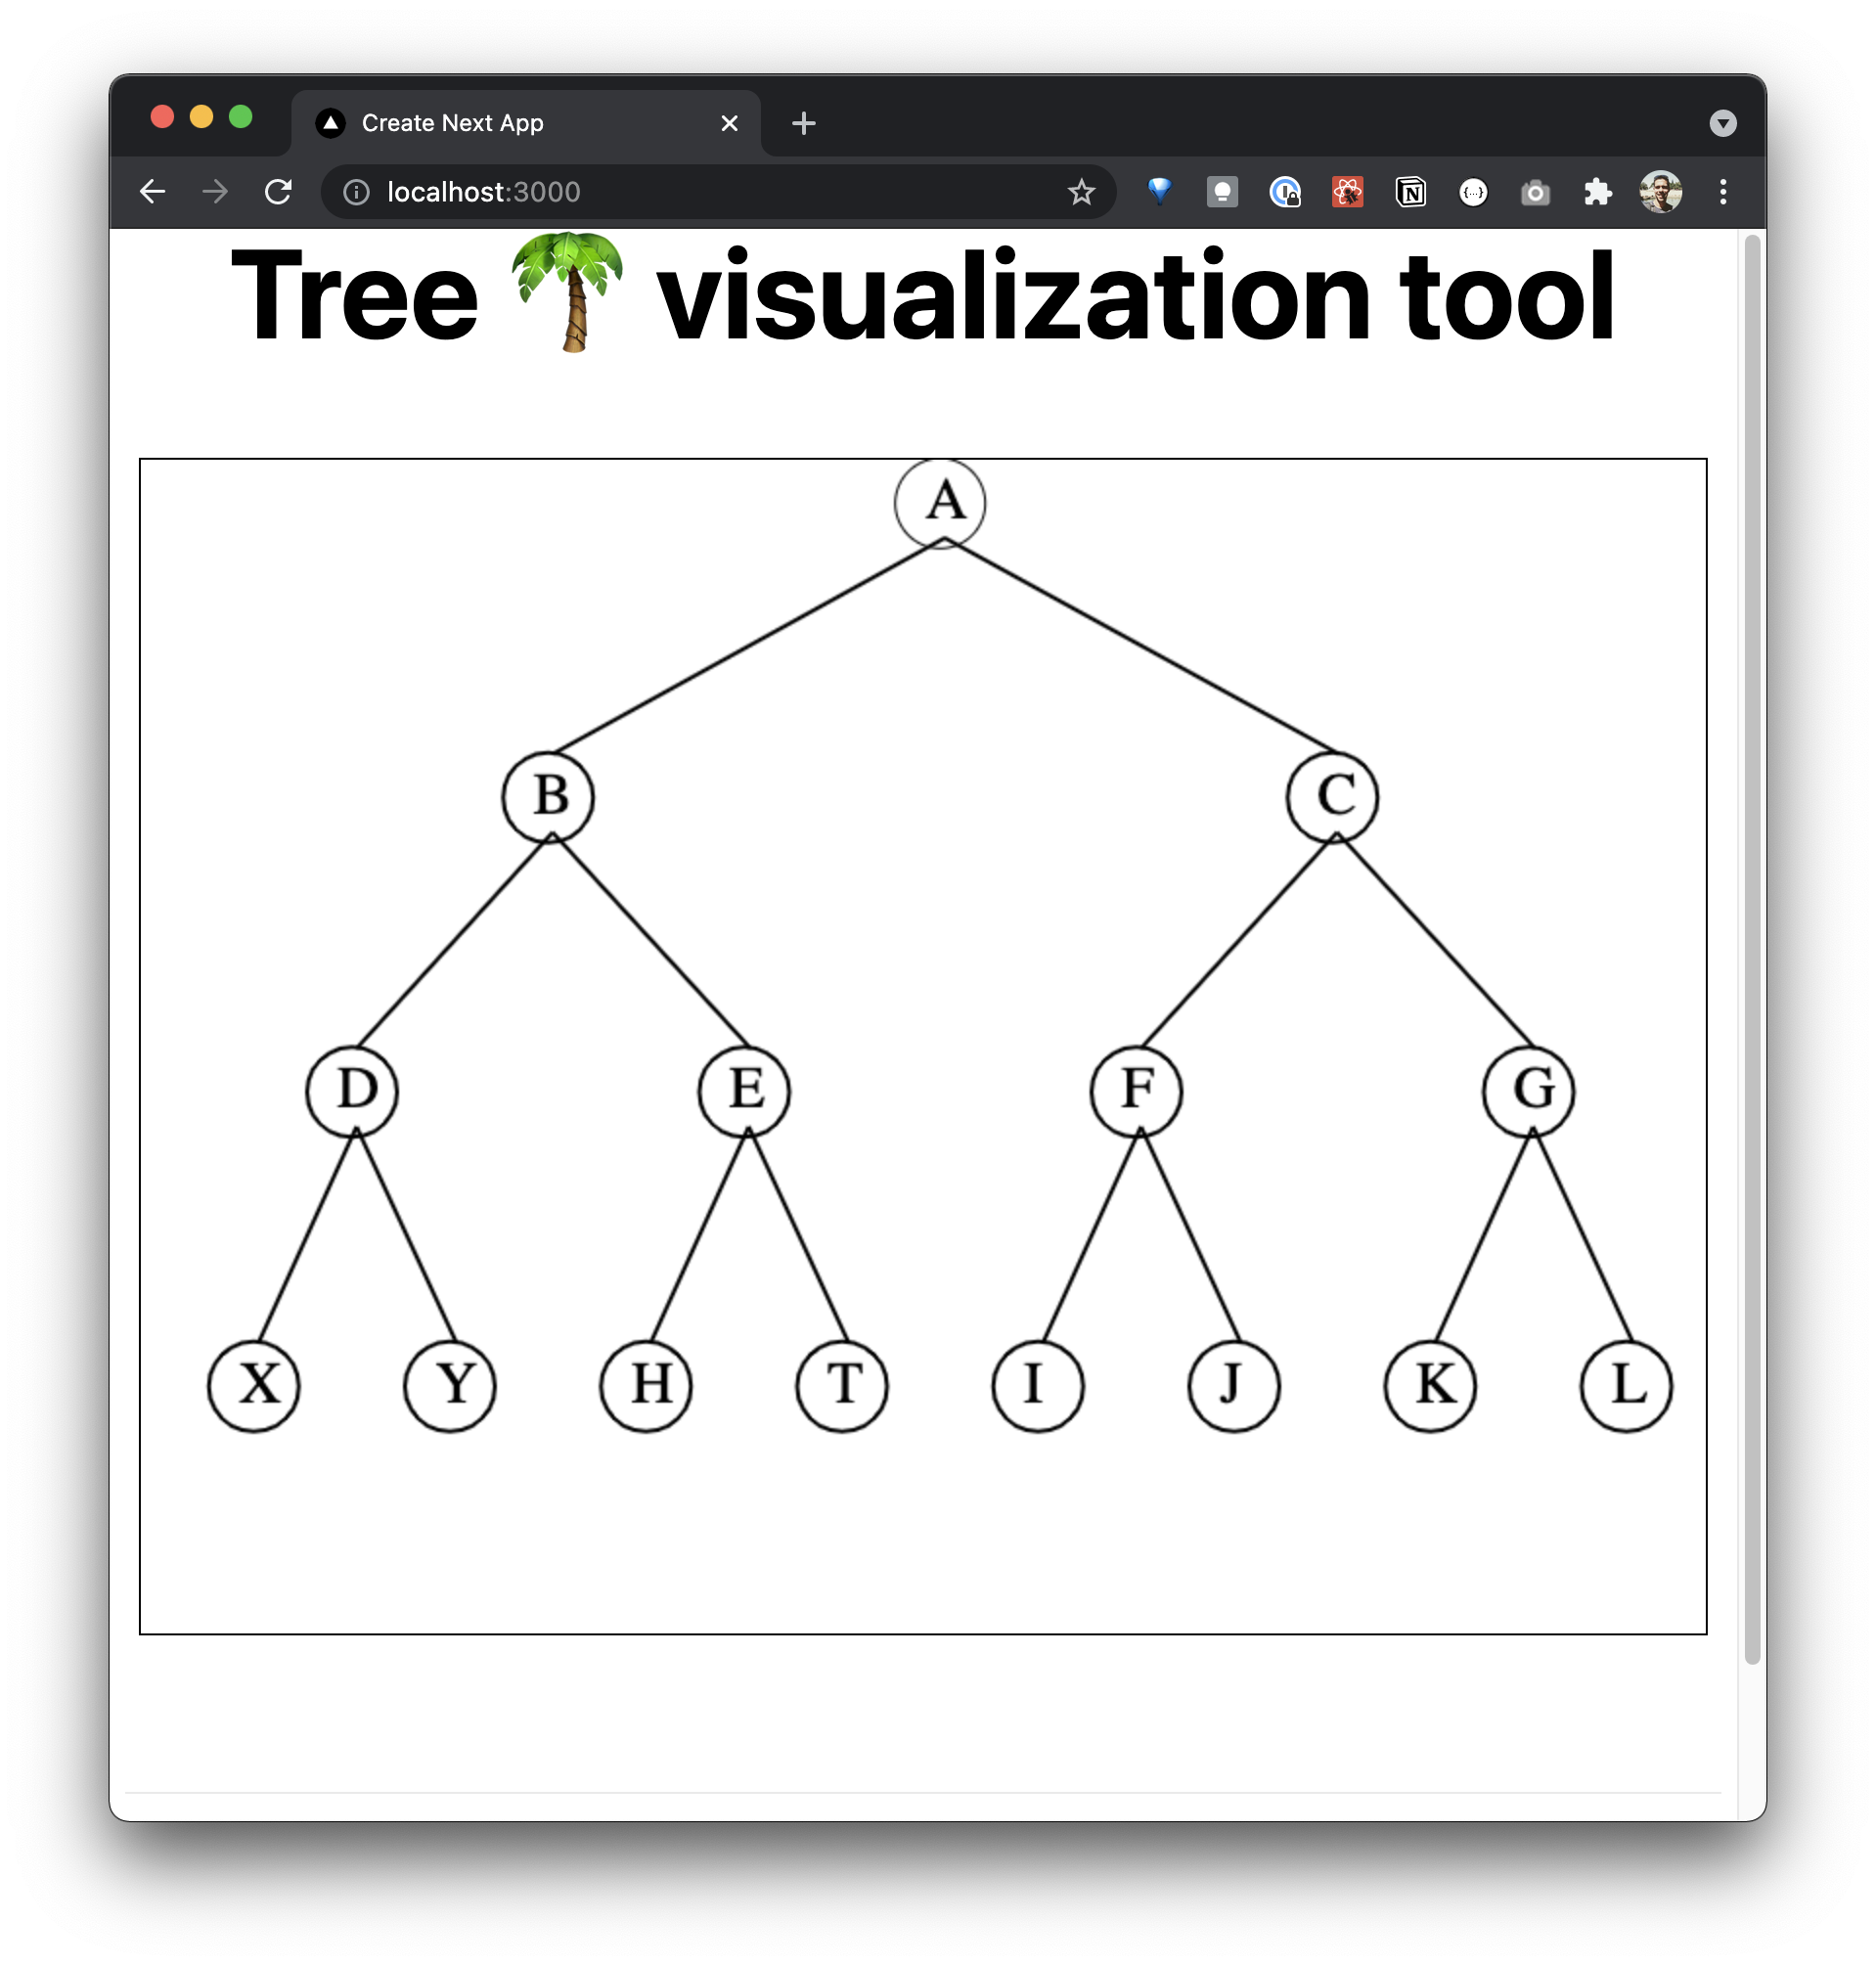 Create Next App
localhost:3000
Tree 🌴 visualization tool
A
B C
D E F G
X Y H T I J K L